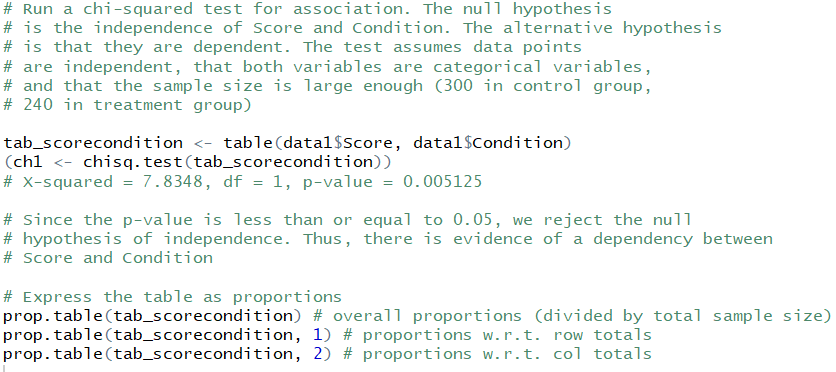 # Run a chi-squared test for association. The null hypothesis
# is the independence of Score and Condition. The alternative hypothesis
# is that they are dependent. The test assumes data points
# are independent, that both variables are categorical variables,
# and that the sample size is large enough (300 in control group,
# 240 in treatment group)
tab_scorecondition <- table(data1$Score, data1$Condition)
(ch1 <- chisq.test(tab_scorecondition))
# X-squared = 7.8348, df = 1, p-value = 0.005125
# Since the p-value is less than or equal to 0.05, we reject the null
# hypothesis of independence. Thus, there is evidence of a dependency between
# Score and Condition
# Express the table as proportions
prop.table(tab_scorecondition) # overall proportions (divided by total sample size)
prop.table(tab_scorecondition, 1) # proportions w.r.t. row totals
prop.table(tab_scorecondition, 2) # proportions w.r.t. col totals